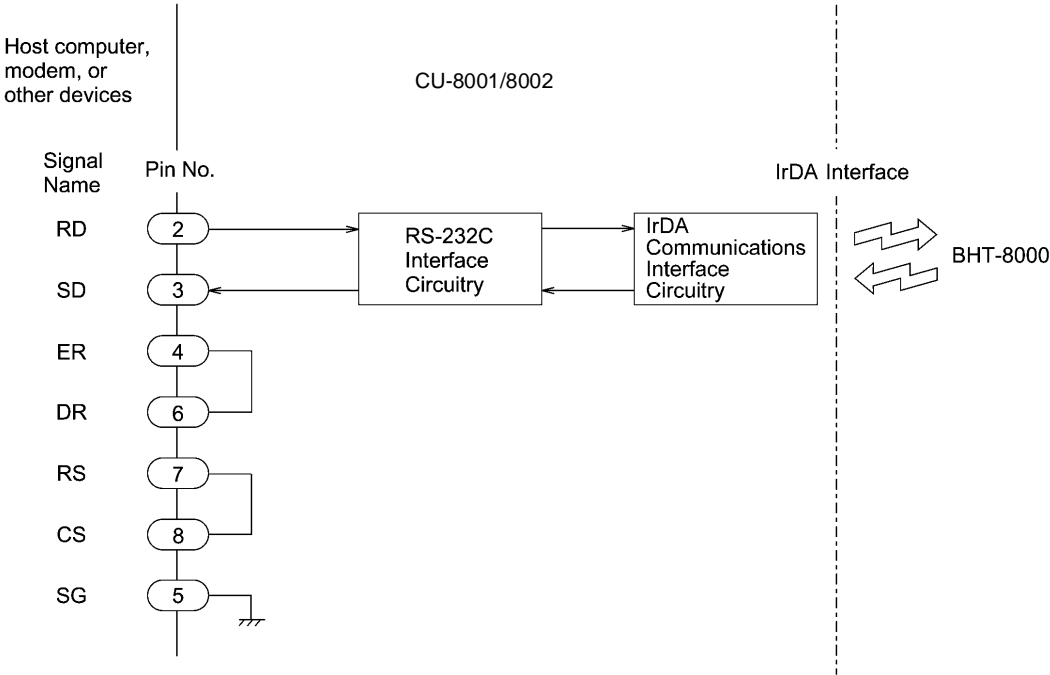 Host computer,
modem, or
other devices
CU-8001/8002
Signal
Name
Pin No.
IrDA Interface
RD
2
RS-232C
Interface
Circuitry
IrDA
Communications
Interface
Circuitry
BHT-8000
SD
3
ER
4
DR
6
RS
7
CS
8
SG
5